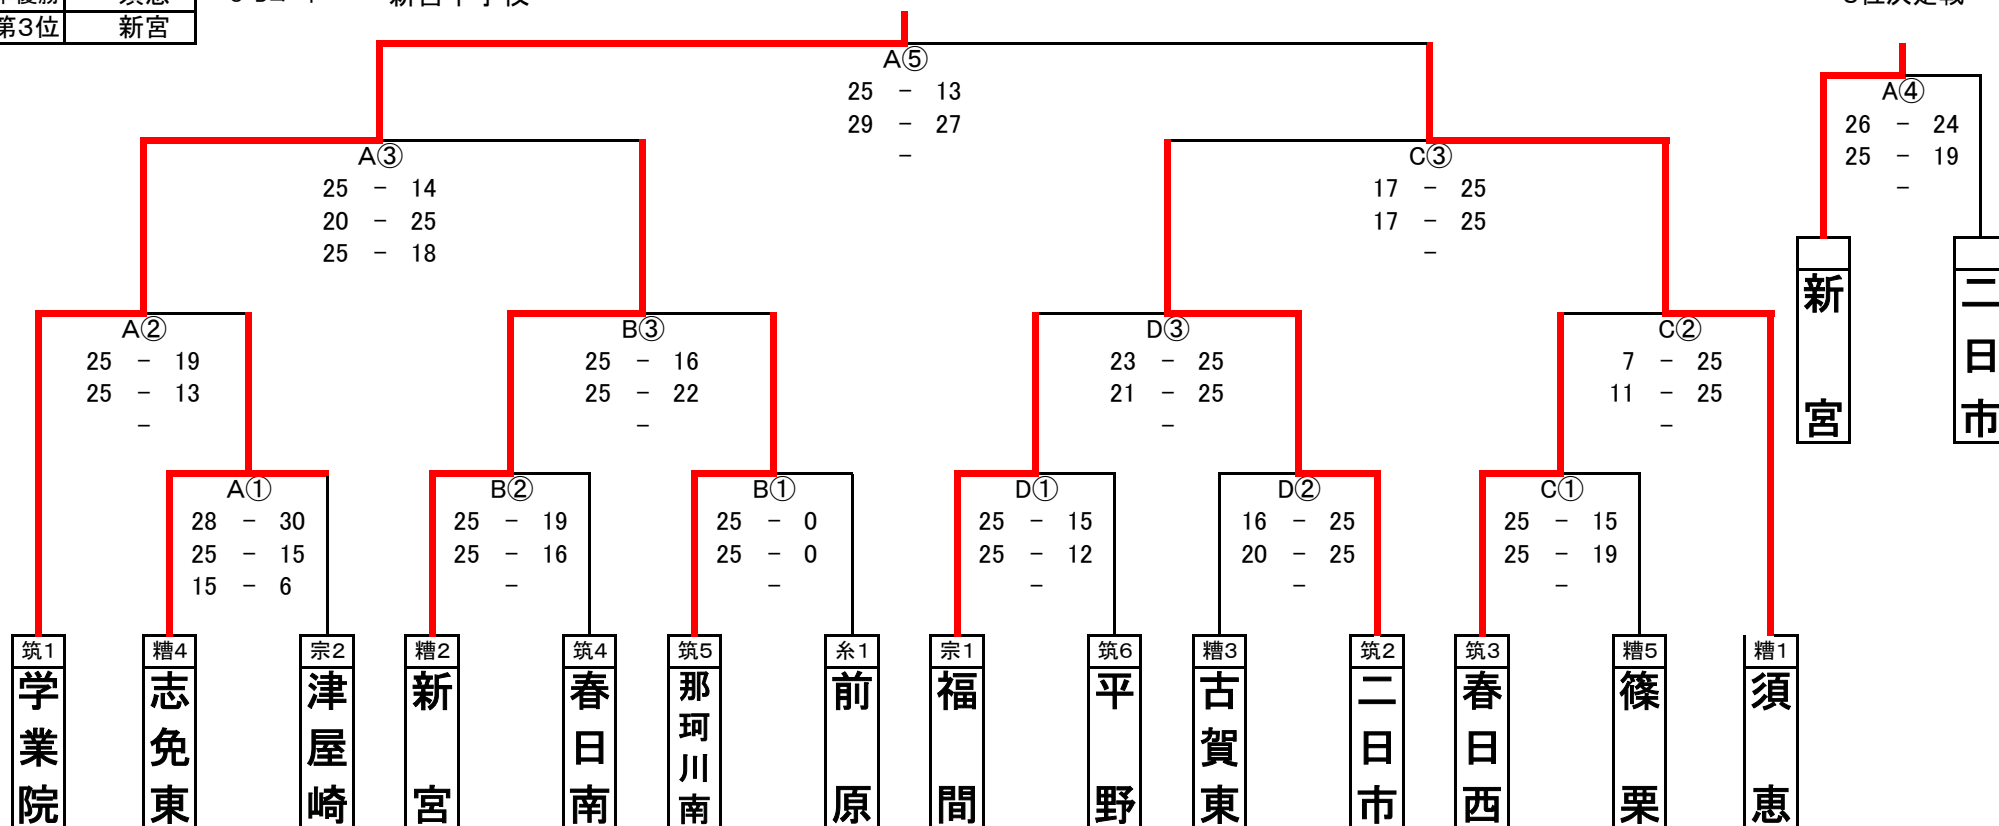 第3位 新宮
A⑤
25 － 13
29 － 27
－
A④
26 － 24
25 － 19
－
A③
25 － 14
20 － 25
25 － 18
C③
17 － 25
17 － 25
－
新宮
二日市
A②
25 － 19
25 － 13
－
B③
25 － 16
25 － 22
－
D③
23 － 25
21 － 25
－
C②
7 － 25
11 － 25
－
A①
28 － 30
25 － 15
15 － 6
B②
25 － 19
25 － 16
－
B①
25 － 0
25 － 0
－
D①
25 － 15
25 － 12
－
D②
16 － 25
20 － 25
－
C①
25 － 15
25 － 19
－
筑1
学業院
糟4
志免東
宗2
津屋崎
糟2
新宮
筑4
春日南
筑5
那珂川南
糸1
前原
宗1
福間
筑6
平野
糟3
古賀東
筑2
二日市
筑3
春日西
糟5
篠栗
糟1
須恵